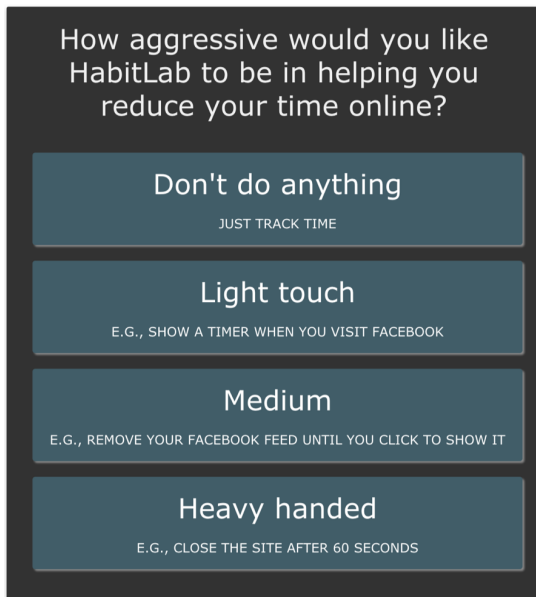 How aggressive would you like
HabitLab to be in helping you
reduce your time online?
Don't do anything
JUST TRACK TIME
Light touch
E.G., SHOW A TIMER WHEN YOU VISIT FACEBOOK
Medium
E.G., REMOVE YOUR FACEBOOK FEED UNTIL YOU CLICK TO SHOW IT
Heavy handed
E.G., CLOSE THE SITE AFTER 60 SECONDS